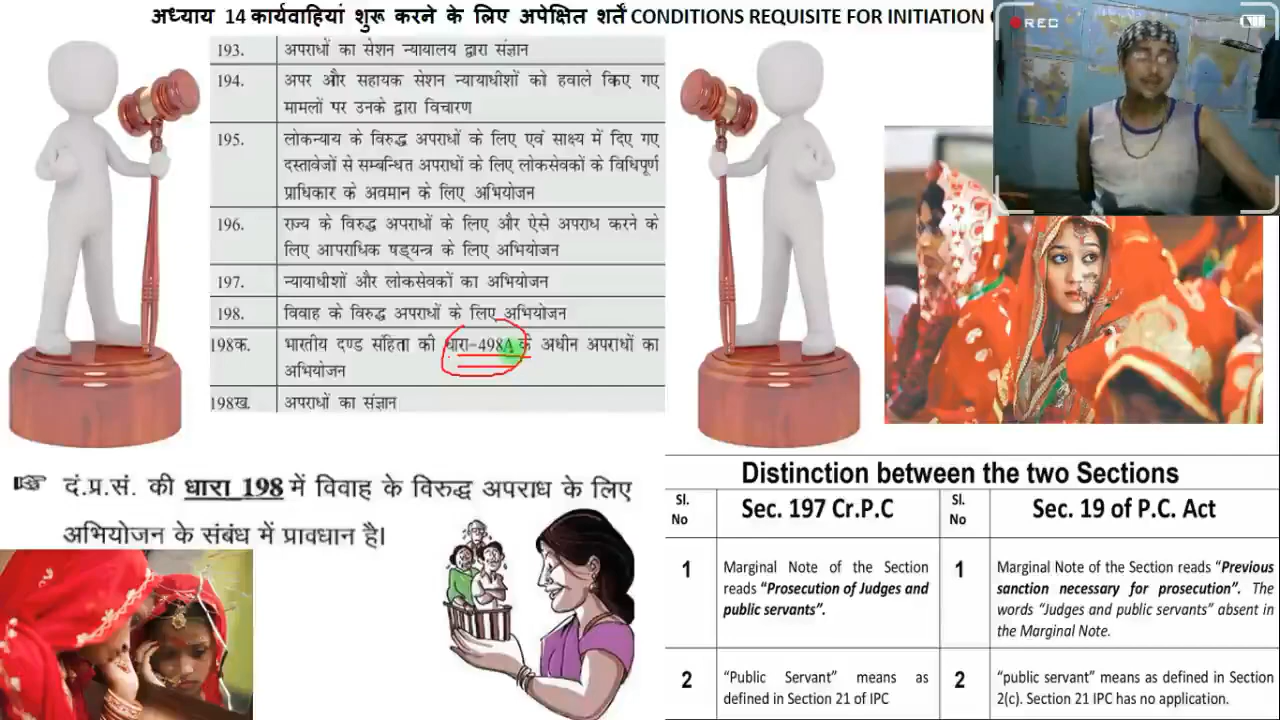 अध्याय 14 कार्यवाहियां शुरू करने के लिए अपेक्षित शर्तें CONDITIONS REQUISITE FOR INITIATION
REC
193. अपराधों का सेशन न्यायालय द्वारा संज्ञान
194. अपर और सहायक सेशन न्यायाधीशों को हवाले किए गए
मामलों पर उनके द्वारा विचारण
195. लोकन्याय के विरुद्ध अपराधों के लिए एवं साक्ष्य में दिए गए
दस्तावेजों से सम्बन्धित अपराधों के लिए लोकसेवकों के विधिपूर्ण
प्राधिकार के अवमान के लिए अभियोजन
196. राज्य के विरुद्ध अपराधों के लिए और ऐसे अपराध करने के
लिए आपराधिक षड्यन्त्र के लिए अभियोजन
197. न्यायाधीशों और लोकसेवकों का अभियोजन
198. विवाह के विरुद्ध अपराधों के लिए अभियोजन
198क. भारतीय दण्ड संहिता की धारा-498A के अधीन अपराधों का
अभियोजन
198ख. अपराधों का संज्ञान
दं.प्र.सं. की धारा 198 में विवाह के विरुद्ध अपराध के लिए
अभियोजन के संबंध में प्रावधान है।
Distinction between the two Sections
Sl. No Sec. 197 Cr.P.C Sl. No Sec. 19 of P.C. Act
1 Marginal Note of the Section
reads “Prosecution of Judges and
public servants”.
1 Marginal Note of the Section reads “Previous
sanction necessary for prosecution”. The
words “Judges and public servants” absent in
the Marginal Note.
2 “Public Servant” means as
defined in Section 21 of IPC
2 “public servant” means as defined in Section
2(c). Section 21 IPC has no application.